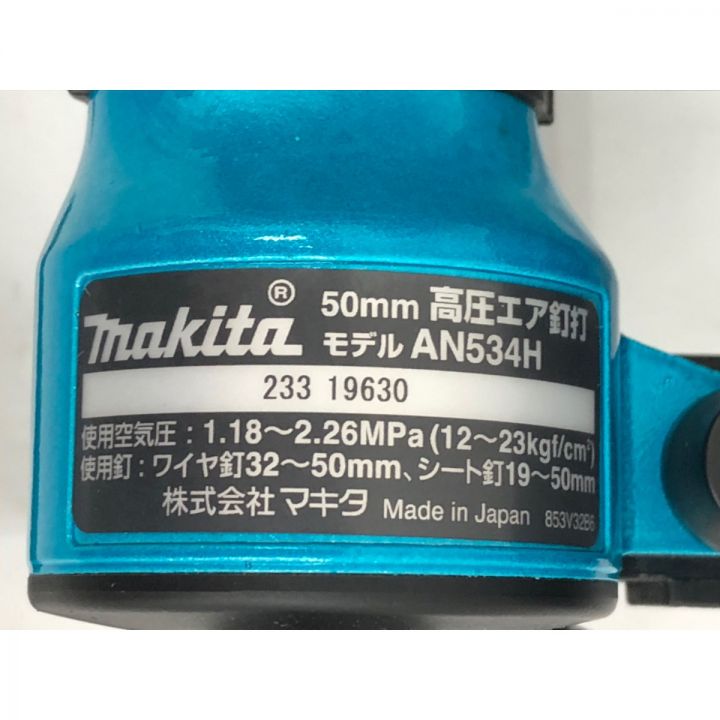 makita® 50mm 高圧エア釘打
モデル AN534H
233 19630
使用空気圧：1.18～2.26MPa(12～23kgf/cm²)
使用釘：ワイヤ釘32～50mm、シート釘19～50mm
株式会社 マキタ Made in Japan 853V32B6